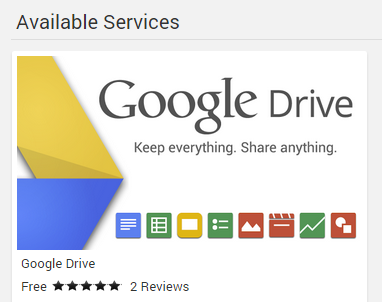 Available Services
Google Drive
Keep everything. Share anything.
Google Drive
Free 2 Reviews